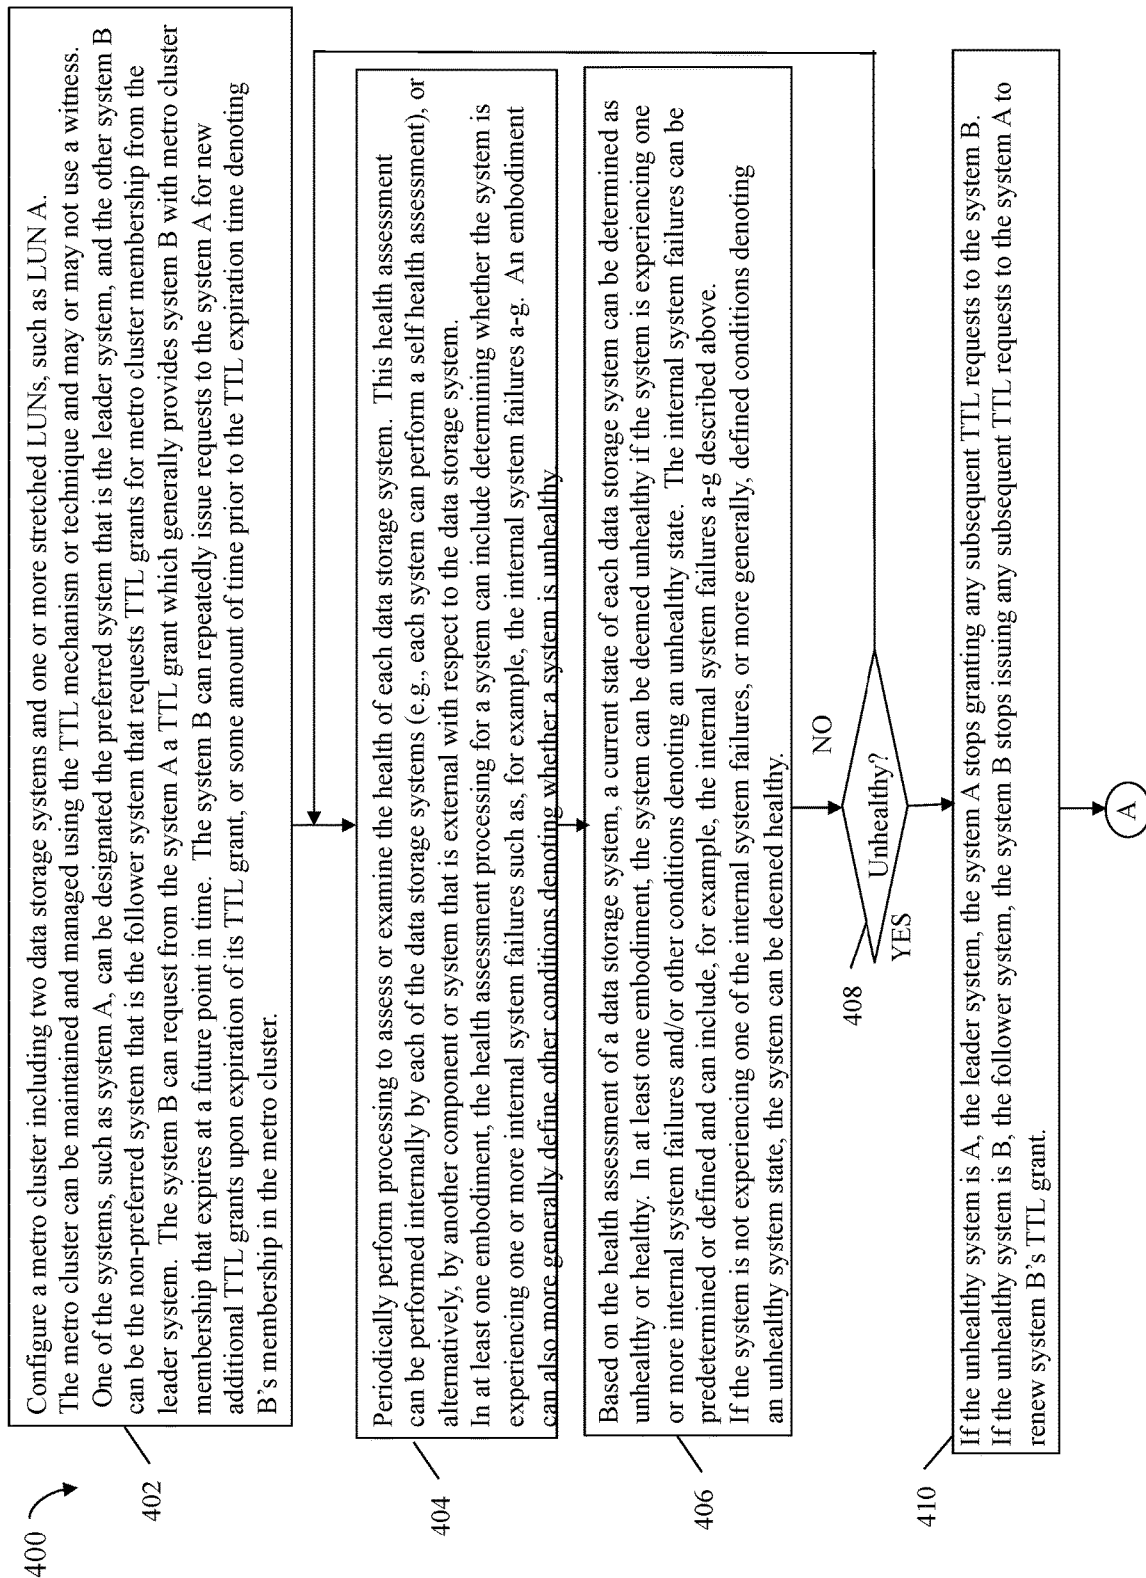 400
Configure a metro cluster including two data storage systems and one or more stretched LUNs, such as LUN A.
The metro cluster can be maintained and managed using the TTL mechanism or technique and may or may not use a witness.
One of the systems, such as system A, can be designated the preferred system that is the leader system, and the other system B
can be the non-preferred system that is the follower system that requests TTL grants for metro cluster membership from the
leader system. The system B can request from the system A a TTL grant which generally provides system B with metro cluster
membership that expires at a future point in time. The system B can repeatedly issue requests to the system A for new
additional TTL grants upon expiration of its TTL grant, or some amount of time prior to the TTL expiration time denoting
B's membership in the metro cluster.
402
Periodically perform processing to assess or examine the health of each data storage system. This health assessment
can be performed internally by each of the data storage systems (e.g., each system can perform a self health assessment), or
alternatively, by another component or system that is external with respect to the data storage system.
In at least one embodiment, the health assessment processing for a system can include determining whether the system is
experiencing one or more internal system failures such as, for example, the internal system failures a-g. An embodiment
can also more generally define other conditions denoting whether a system is unhealthy
404
Based on the health assessment of a data storage system, a current state of each data storage system can be determined as
unhealthy or healthy. In at least one embodiment, the system can be deemed unhealthy if the system is experiencing one
or more internal system failures and/or other conditions denoting an unhealthy state. The internal system failures can be
predetermined or defined and can include, for example, the internal system failures a-g described above.
If the system is not experiencing one of the internal system failures, or more generally, defined conditions denoting
an unhealthy system state, the system can be deemed healthy.
406
408
Unhealthy?
NO
YES
If the unhealthy system is A, the leader system, the system A stops granting any subsequent TTL requests to the system B.
If the unhealthy system is B, the follower system, the system B stops issuing any subsequent TTL requests to the system A to
renew system B's TTL grant.
410
A